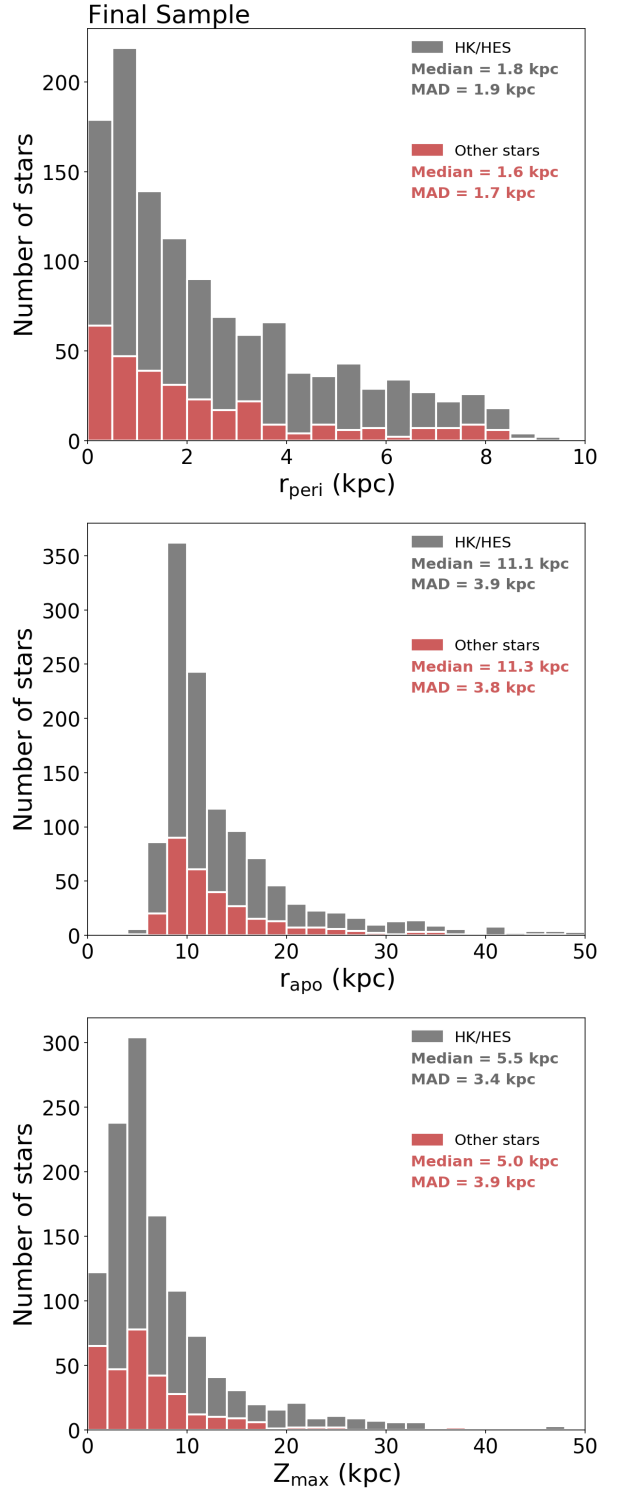 Final Sample
HK/HES
Median = 1.8 kpc
MAD = 1.9 kpc
Other stars
Median = 1.6 kpc
MAD = 1.7 kpc
Number of stars
200
150
100
50
0
0 2 4 6 8 10
r_peri (kpc)
HK/HES
Median = 11.1 kpc
MAD = 3.9 kpc
Other stars
Median = 11.3 kpc
MAD = 3.8 kpc
Number of stars
350
300
250
200
150
100
50
0
0 10 20 30 40 50
r_apo (kpc)
HK/HES
Median = 5.5 kpc
MAD = 3.4 kpc
Other stars
Median = 5.0 kpc
MAD = 3.9 kpc
Number of stars
300
250
200
150
100
50
0
0 10 20 30 40 50
Z_max (kpc)